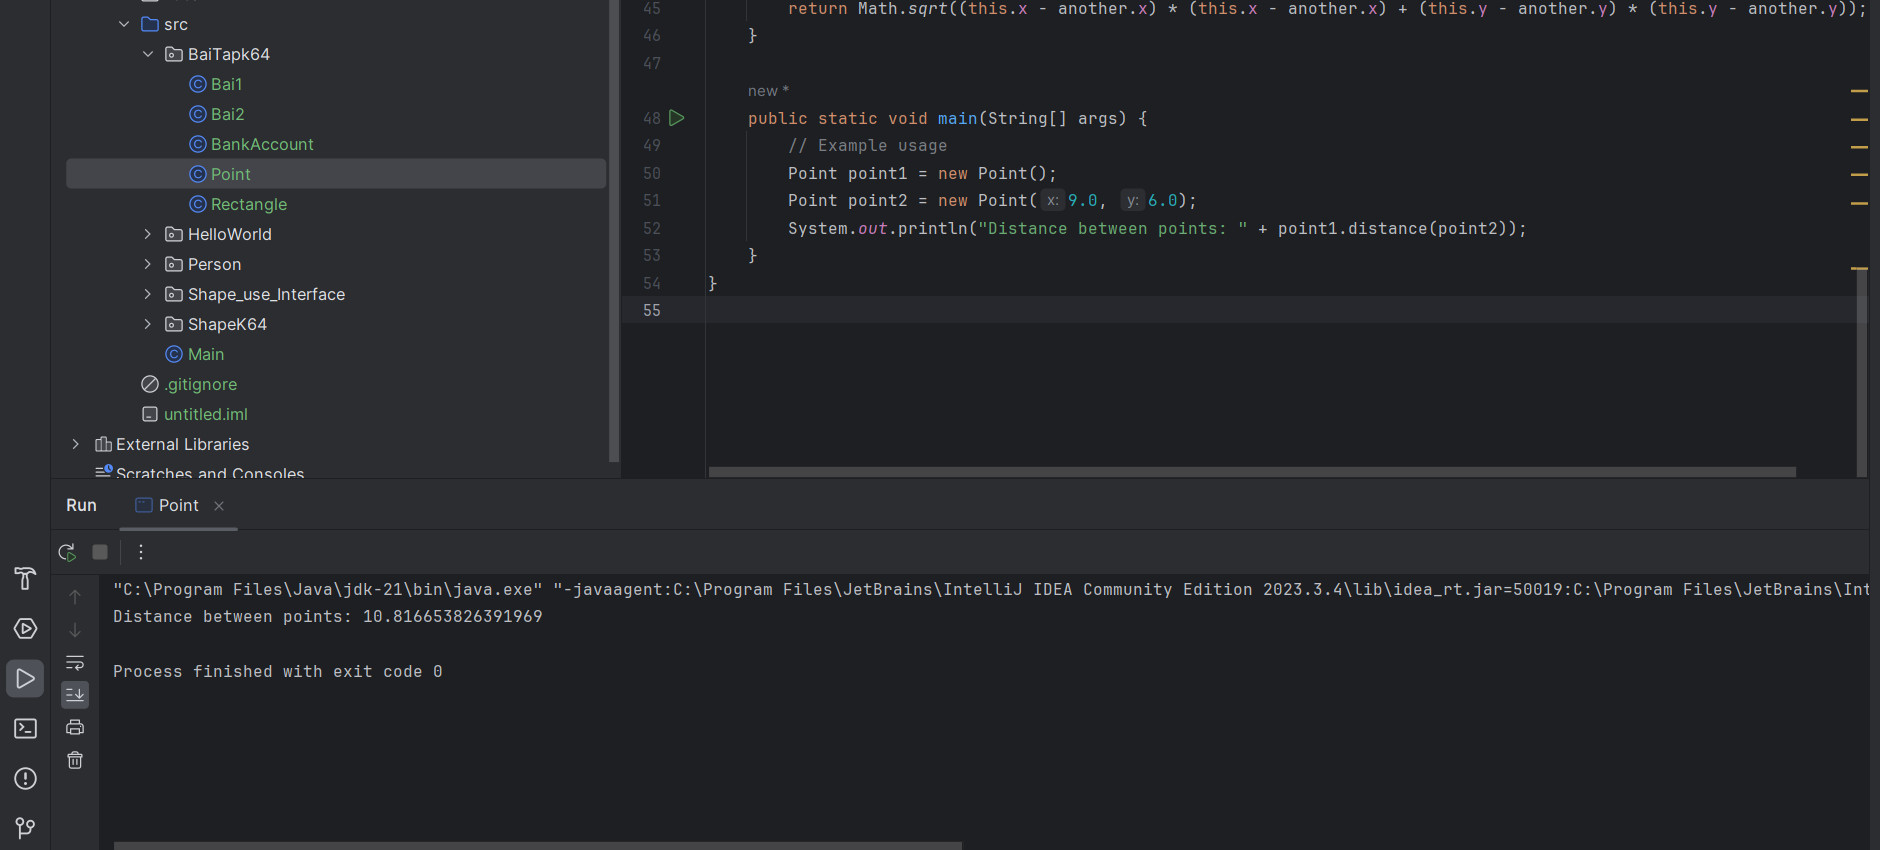 src
BaiTapk64
Bai1
Bai2
BankAccount
Point
Rectangle
HelloWorld
Person
Shape_use_Interface
ShapeK64
Main
.gitignore
untitled.iml
External Libraries
Scratches and Consoles
45 return Math.sqrt((this.x - another.x) * (this.x - another.x) + (this.y - another.y) * (this.y - another.y));
46 }
47
new *
48 public static void main(String[] args) {
49 // Example usage
50 Point point1 = new Point();
51 Point point2 = new Point( x: 9.0, y: 6.0);
52 System.out.println("Distance between points: " + point1.distance(point2));
53 }
54 }
55
Run Point
"C:\Program Files\Java\jdk-21\bin\java.exe" "-javaagent:C:\Program Files\JetBrains\IntelliJ IDEA Community Edition 2023.3.4\lib\idea_rt.jar=50019:C:\Program Files\JetBrains\Int
Distance between points: 10.816653826391969
Process finished with exit code 0